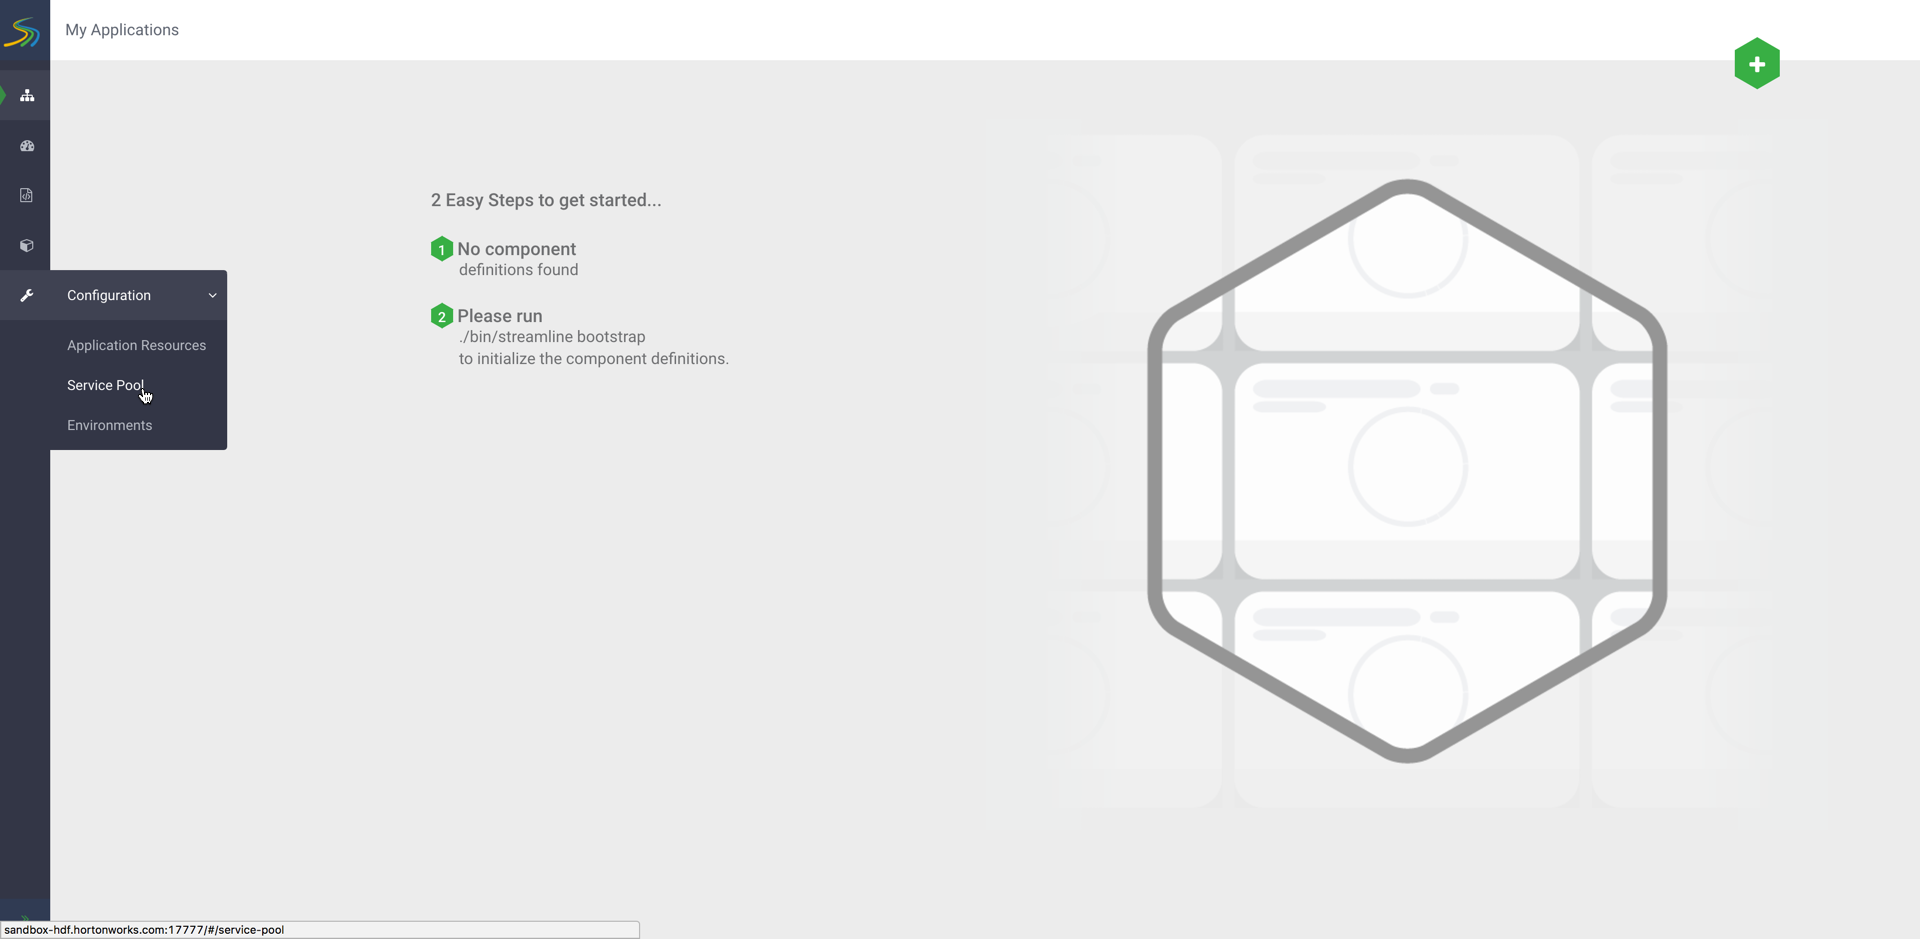 My Applications
2 Easy Steps to get started...
1 No component
definitions found
2 Please run
./bin/streamline bootstrap
to initialize the component definitions.
Configuration
Application Resources
Service Pool
Environments
sandbox-hdf.hortonworks.com:17777/#/service-pool